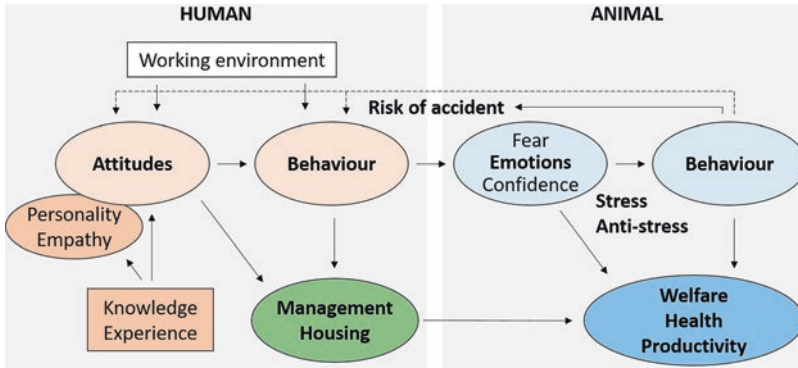 HUMAN
ANIMAL
Working environment
Risk of accident
Attitudes
Behaviour
Fear
Emotions
Confidence
Behaviour
Personality
Empathy
Stress
Anti-stress
Knowledge
Experience
Management
Housing
Welfare
Health
Productivity